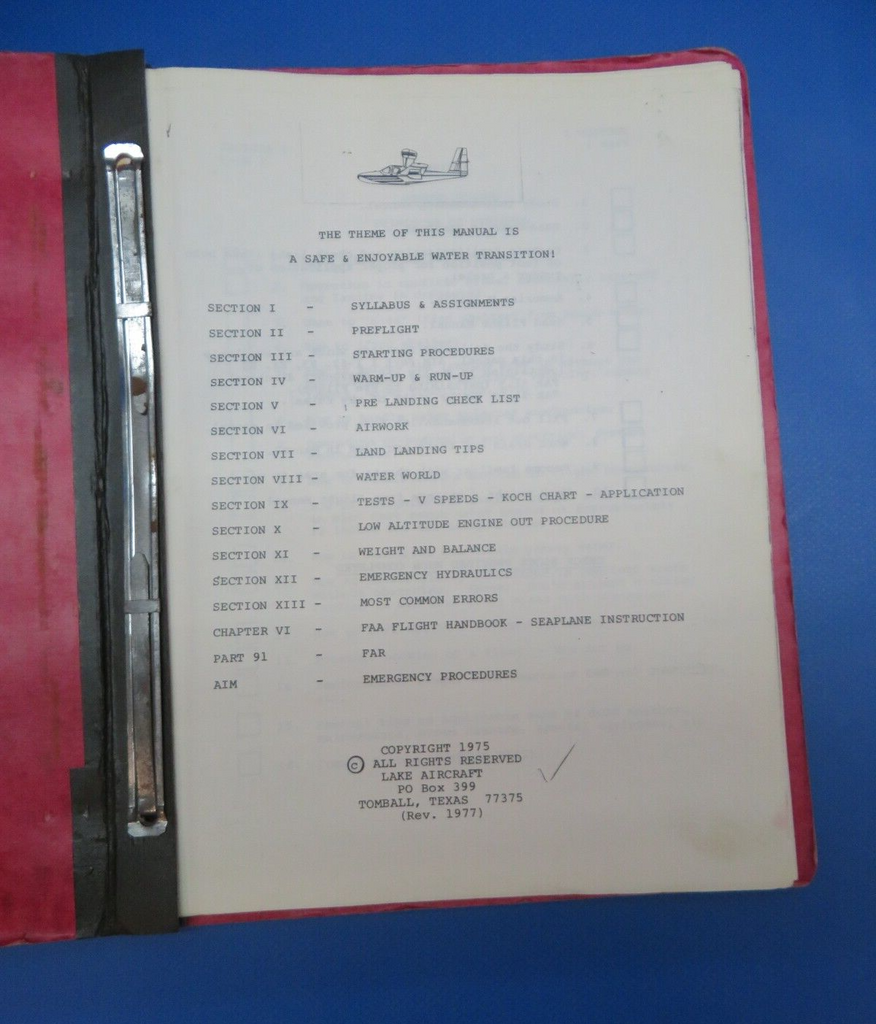 THE THEME OF THIS MANUAL IS
A SAFE & ENJOYABLE WATER TRANSITION!
SECTION I - SYLLABUS & ASSIGNMENTS
SECTION II - PREFLIGHT
SECTION III - STARTING PROCEDURES
SECTION IV - WARM-UP & RUN-UP
SECTION V - PRE LANDING CHECK LIST
SECTION VI - AIRWORK
SECTION VII - LAND LANDING TIPS
SECTION VIII - WATER WORLD
SECTION IX - TESTS - V SPEEDS - KOCH CHART - APPLICATION
SECTION X - LOW ALTITUDE ENGINE OUT PROCEDURE
SECTION XI - WEIGHT AND BALANCE
SECTION XII - EMERGENCY HYDRAULICS
SECTION XIII - MOST COMMON ERRORS
CHAPTER VI - FAA FLIGHT HANDBOOK - SEAPLANE INSTRUCTION
PART 91 - FAR
AIM - EMERGENCY PROCEDURES
COPYRIGHT 1975
© ALL RIGHTS RESERVED
LAKE AIRCRAFT
PO Box 399
TOMBALL, TEXAS 77375
(Rev. 1977)